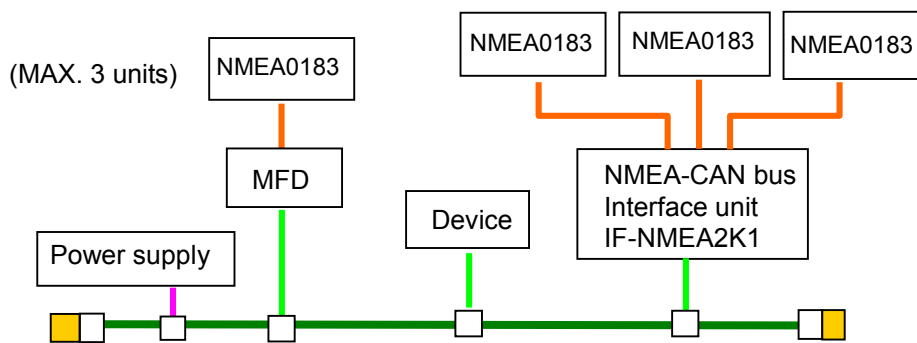 NMEA0183
NMEA0183
NMEA0183
(MAX. 3 units)
NMEA0183
MFD
NMEA-CAN bus
Interface unit
IF-NMEA2K1
Device
Power supply